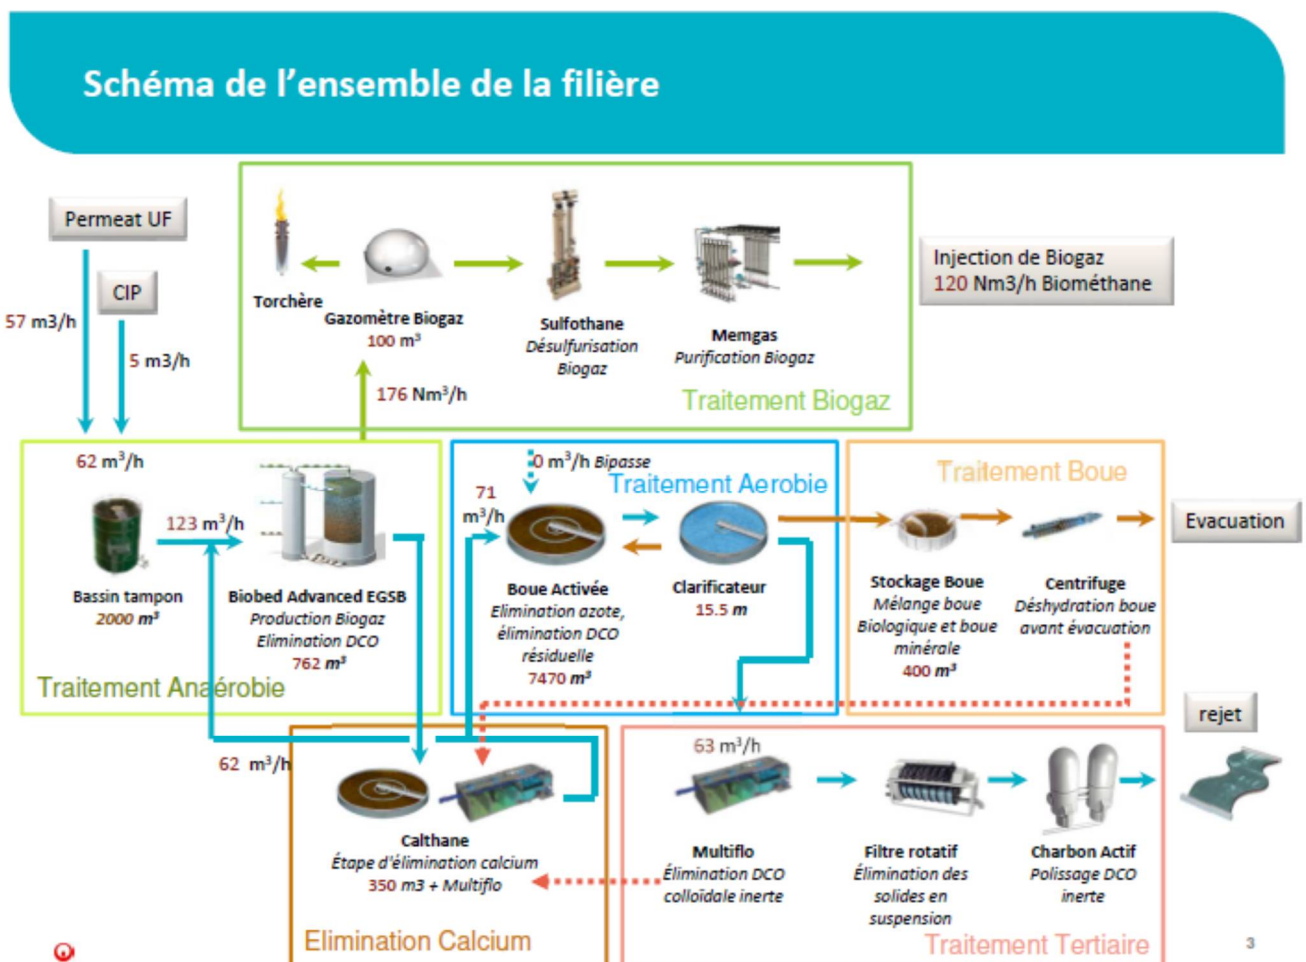 Schéma de l'ensemble de la filière
Permeat UF
CIP
57 m3/h
5 m3/h
Torchère
Gazomètre Biogaz
100 m³
Sulfothane
Désulfurisation
Biogaz
Memgas
Purification Biogaz
Injection de Biogaz
120 Nm3/h Biométhane
176 Nm³/h
Traitement Biogaz
62 m³/h
123 m³/h
Bassin tampon
2000 m³
Biobed Advanced EGSB
Production Biogaz
Elimination DCO
762 m³
Traitement Anaérobie
0 m³/h Bipasse
Traitement Aerobie
71
m³/h
Boue Activée
Elimination azote,
élimination DCO
résiduelle
7470 m³
Clarificateur
15.5 m
Traitement Boue
Stockage Boue
Mélange boue
Biologique et boue
minérale
400 m³
Centrifuge
Déshydration boue
avant évacuation
Evacuation
rejet
62 m³/h
Calthane
Étape d'élimination calcium
350 m3 + Multiflo
Elimination Calcium
63 m³/h
Multiflo
Élimination DCO
colloïdale inerte
Filtre rotatif
Élimination des
solides en
suspension
Charbon Actif
Polissage DCO
inerte
Traitement Tertiaire
3